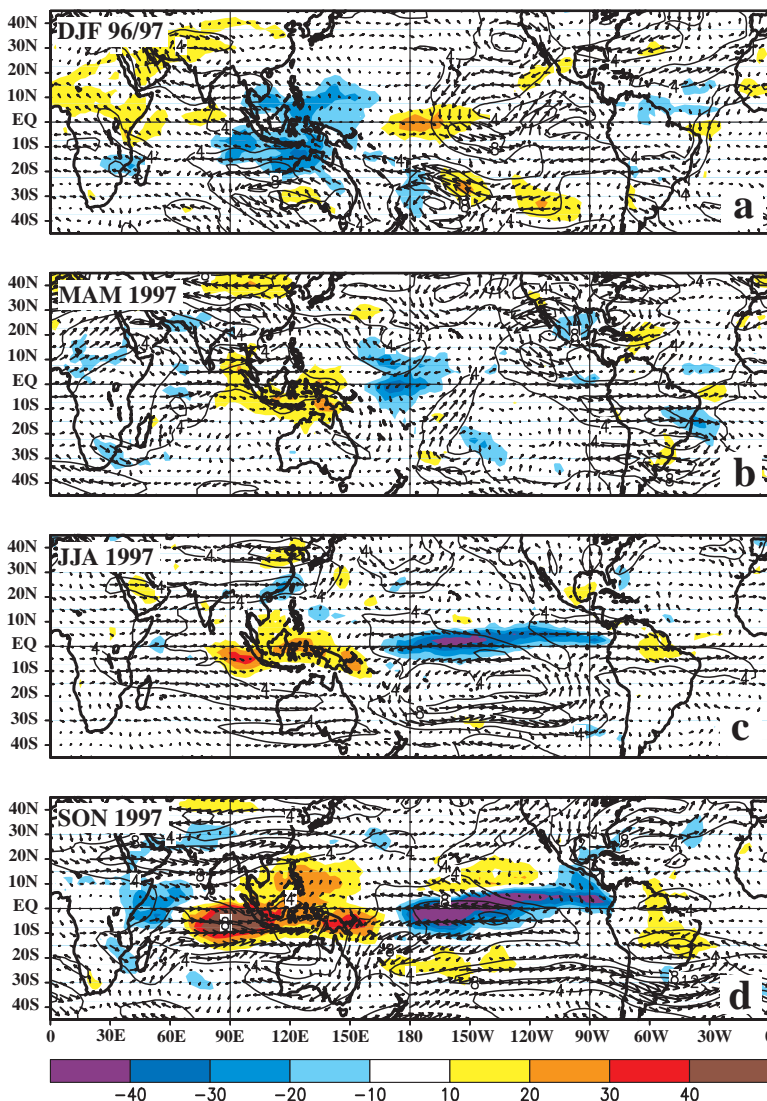 40N
30N
20N
10N
EQ
10S
20S
30S
40S
DJF 96/97
a
40N
30N
20N
10N
EQ
10S
20S
30S
40S
MAM 1997
b
40N
30N
20N
10N
EQ
10S
20S
30S
40S
JJA 1997
c
40N
30N
20N
10N
EQ
10S
20S
30S
40S
SON 1997
d
0 30E 60E 90E 120E 150E 180 150W 120W 90W 60W 30W
−40 −30 −20 −10 10 20 30 40